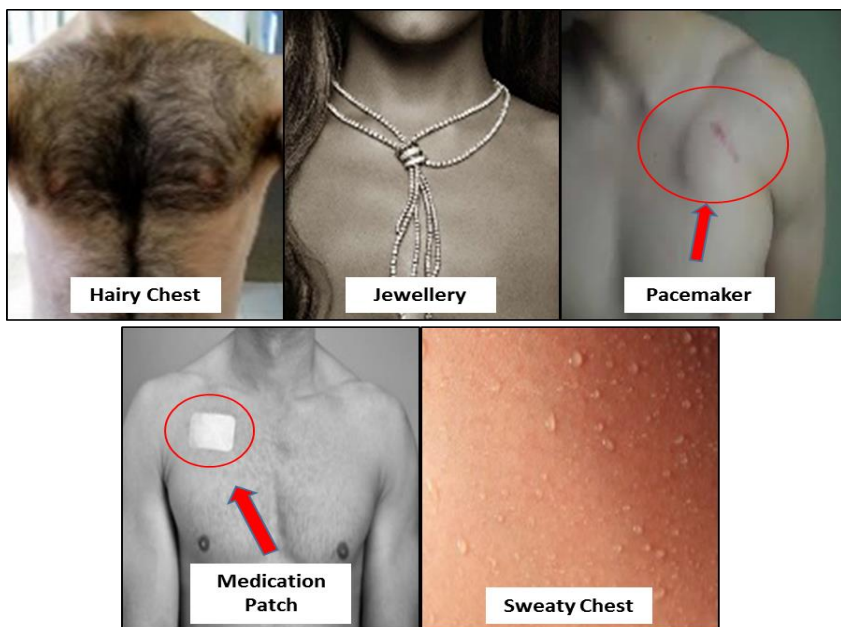 Hairy Chest
Jewellery
Pacemaker
Medication
Patch
Sweaty Chest